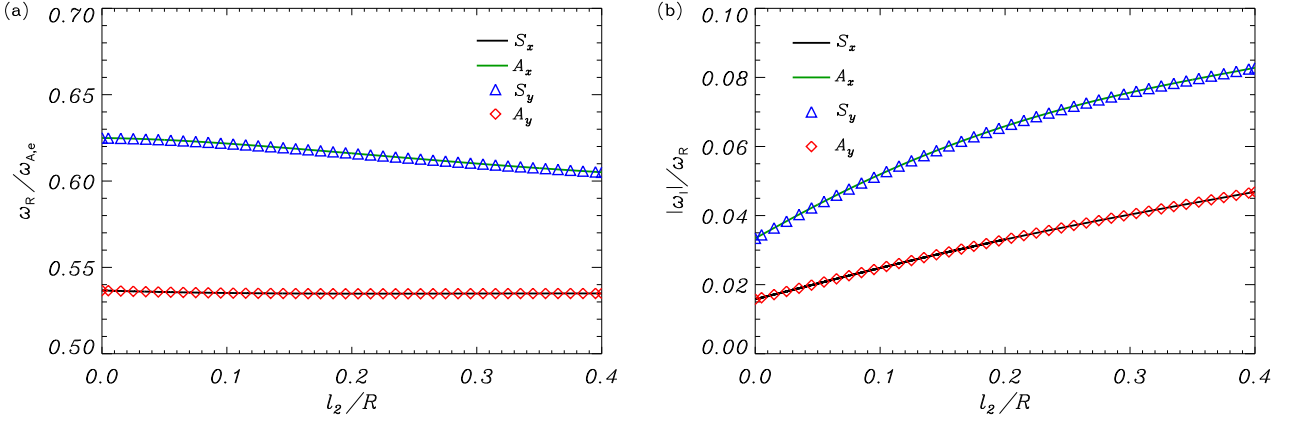 (a)
0.70
0.65
0.60
0.55
0.50
ω_R/ω_A,e
S_x
A_x
S_y
A_y
0.0 0.1 0.2 0.3 0.4
l_2/R
(b)
0.10
0.08
0.06
0.04
0.02
0.00
|ω_I|/ω_R
S_x
A_x
S_y
A_y
0.0 0.1 0.2 0.3 0.4
l_2/R